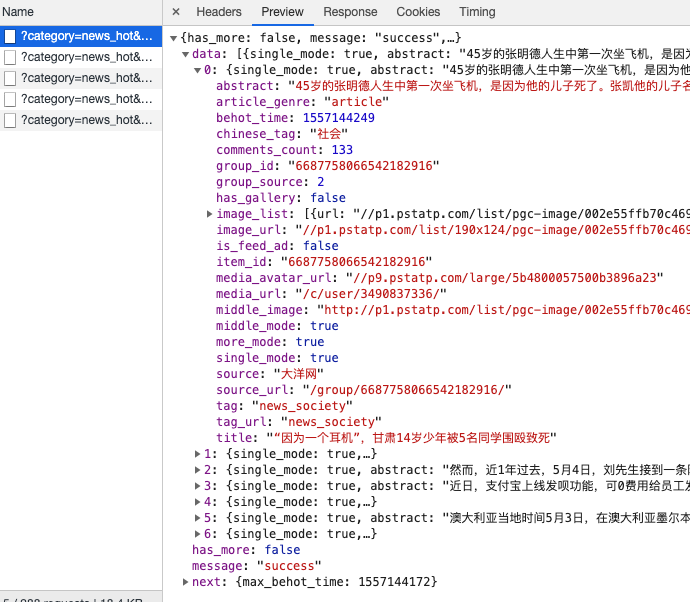 Name
?category=news_hot&...
?category=news_hot&...
?category=news_hot&...
?category=news_hot&...
?category=news_hot&...
× Headers Preview Response Cookies Timing
▼{has_more: false, message: "success",…}
▼data: [{single_mode: true, abstract: "45岁的张明德人生中第一次坐飞机，是因为
▼0: {single_mode: true, abstract: "45岁的张明德人生中第一次坐飞机，是因为他
abstract: "45岁的张明德人生中第一次坐飞机，是因为他的儿子死了。张凯他的儿子名
article_genre: "article"
behot_time: 1557144249
chinese_tag: "社会"
comments_count: 133
group_id: "6687758066542182916"
group_source: 2
has_gallery: false
▶image_list: [{url: "//p1.pstatp.com/list/pgc-image/002e55ffb70c469
image_url: "//p1.pstatp.com/list/190x124/pgc-image/002e55ffb70c469
is_feed_ad: false
item_id: "6687758066542182916"
media_avatar_url: "//p9.pstatp.com/large/5b4800057500b3896a23"
media_url: "/c/user/3490837336/"
middle_image: "http://p1.pstatp.com/list/pgc-image/002e55ffb70c469
middle_mode: true
more_mode: true
single_mode: true
source: "大洋网"
source_url: "/group/6687758066542182916/"
tag: "news_society"
tag_url: "news_society"
title: "“因为一个耳机”，甘肃14岁少年被5名同学围殴致死"
▶1: {single_mode: true,…}
▶2: {single_mode: true, abstract: "然而，近1年过去，5月4日，刘先生接到一条
▶3: {single_mode: true, abstract: "近日，支付宝上线发呗功能，可0费用给员工发
▶4: {single_mode: true,…}
▶5: {single_mode: true, abstract: "澳大利亚当地时间5月3日，在澳大利亚墨尔本
▶6: {single_mode: true,…}
has_more: false
message: "success"
▶next: {max_behot_time: 1557144172}